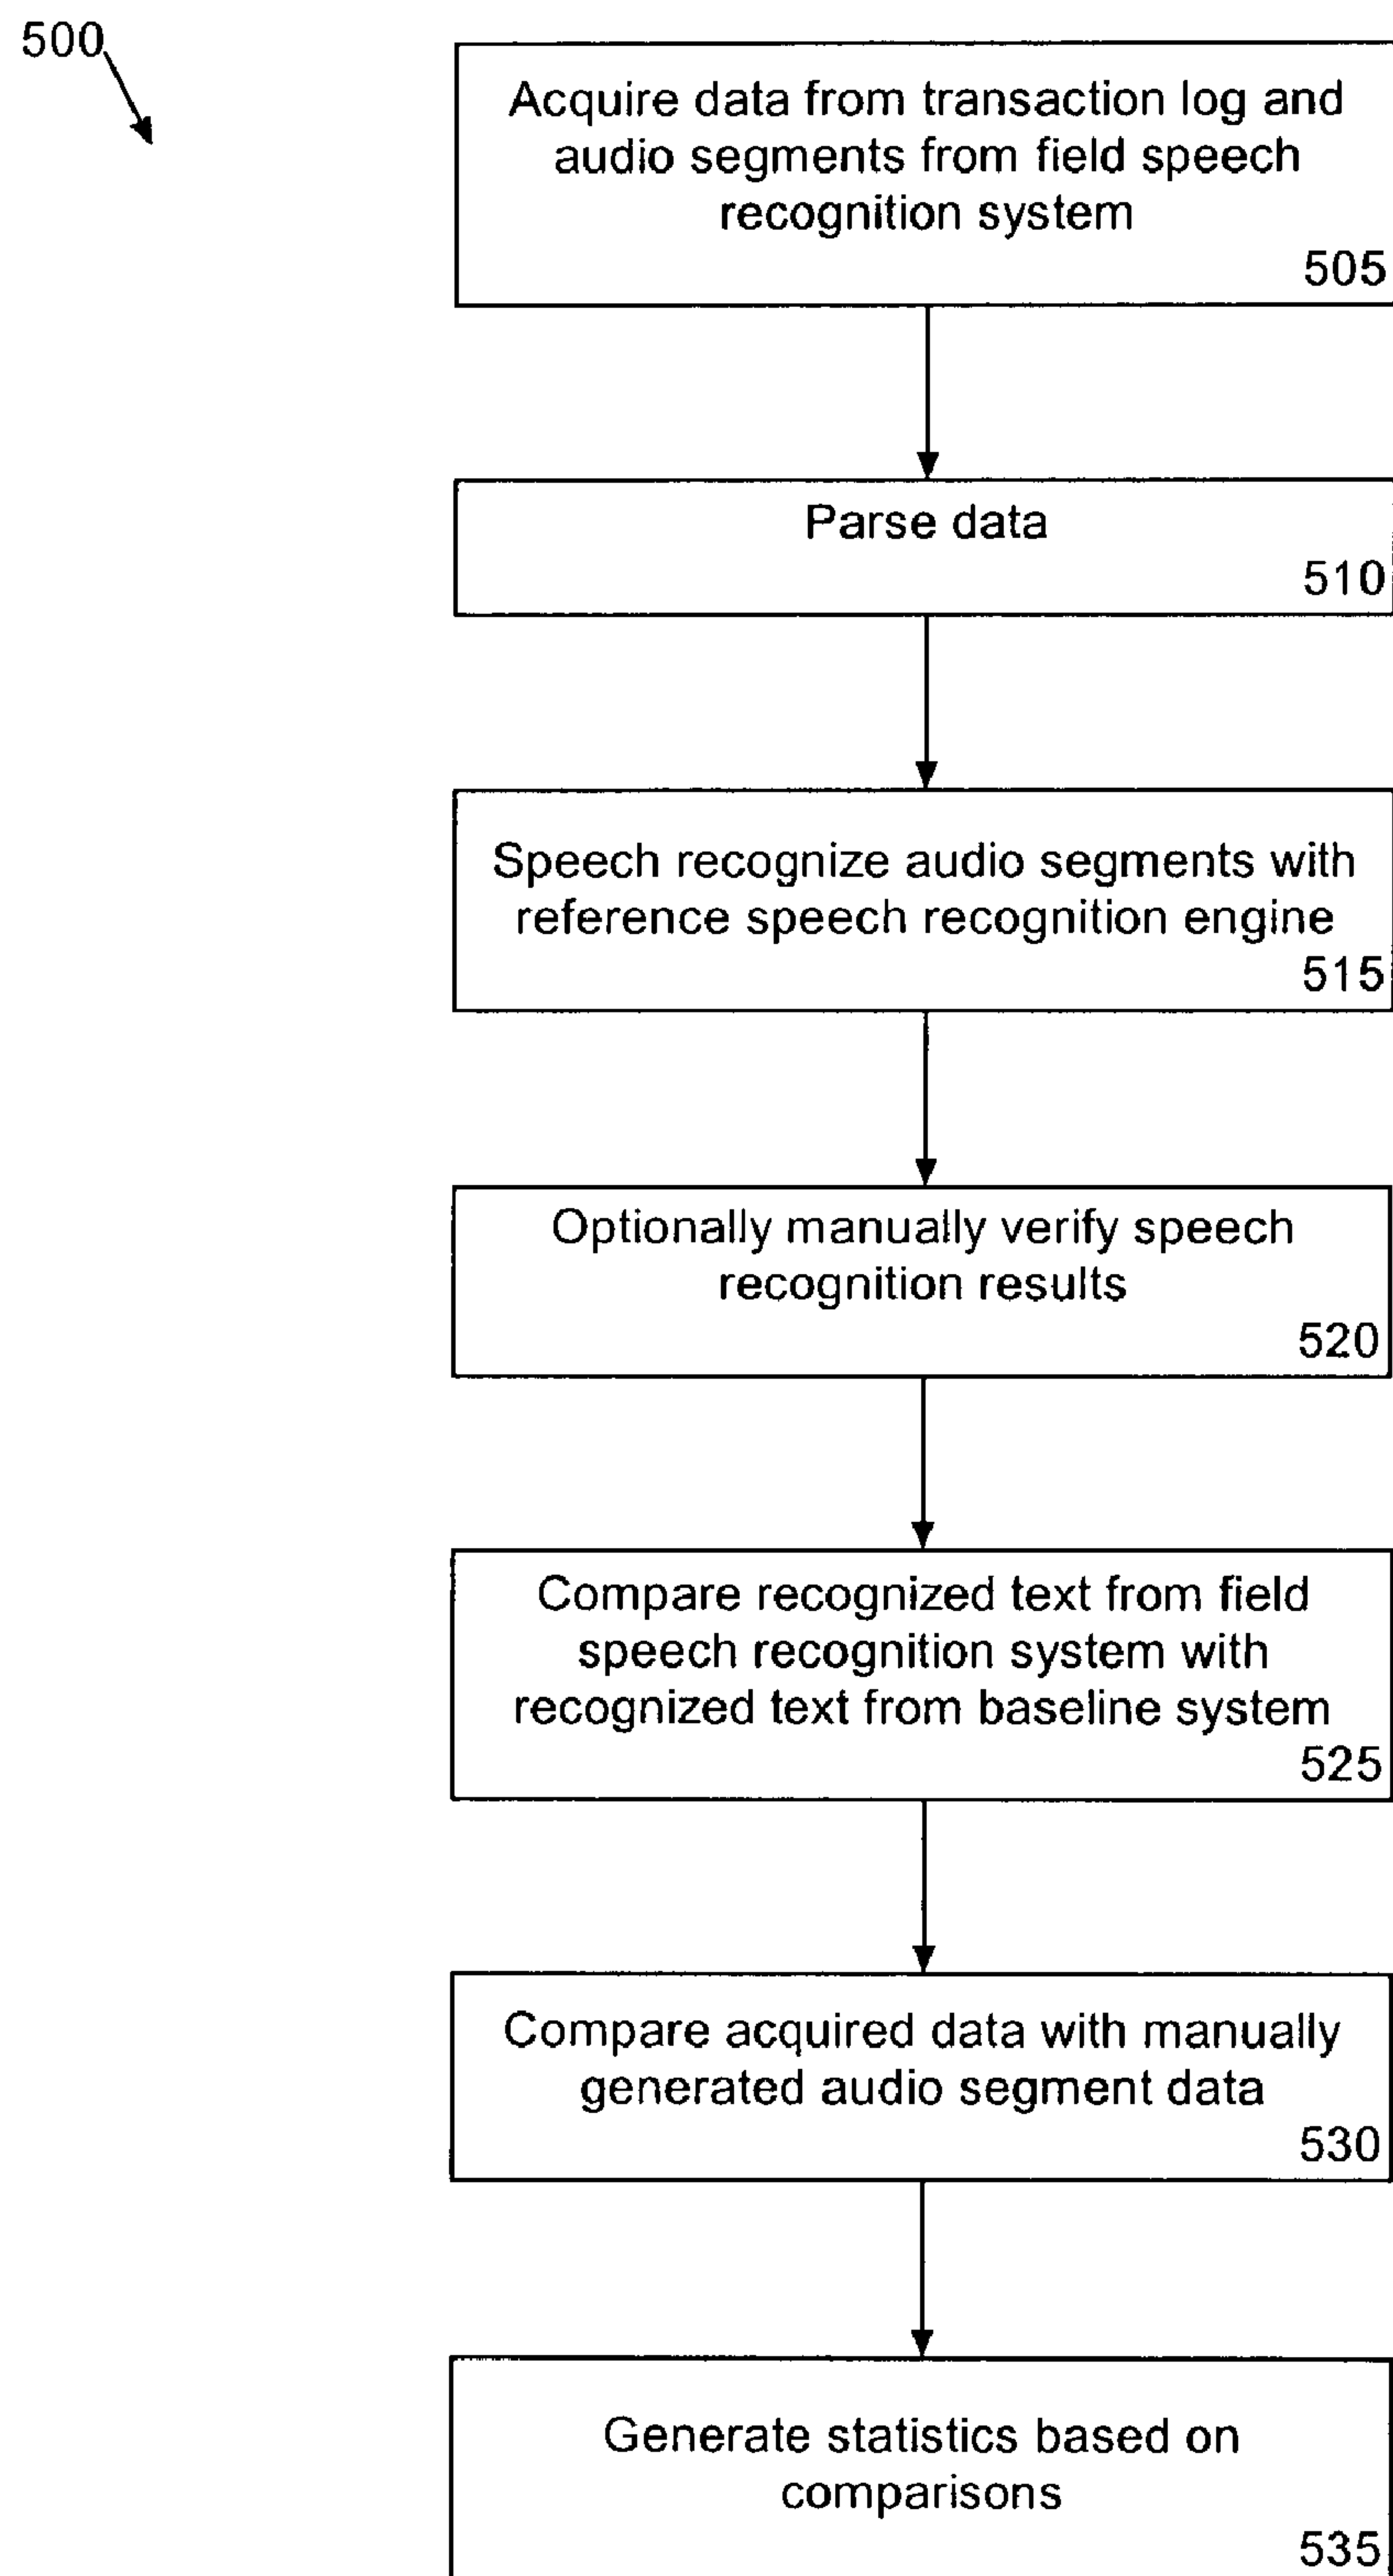 500
Acquire data from transaction log and
audio segments from field speech
recognition system
505
Parse data
510
Speech recognize audio segments with
reference speech recognition engine
515
Optionally manually verify speech
recognition results
520
Compare recognized text from field
speech recognition system with
recognized text from baseline system
525
Compare acquired data with manually
generated audio segment data
530
Generate statistics based on
comparisons
535